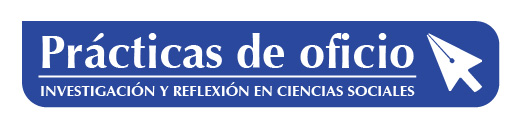 Prácticas de oficio
INVESTIGACIÓN Y REFLEXIÓN EN CIENCIAS SOCIALES